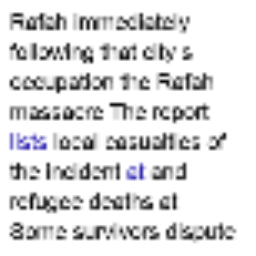 Rafah immediately
following that city s
occupation the Rafah
massacre The report
lists local casualties of
the incident at and
refugee deaths at
Some survivors dispute